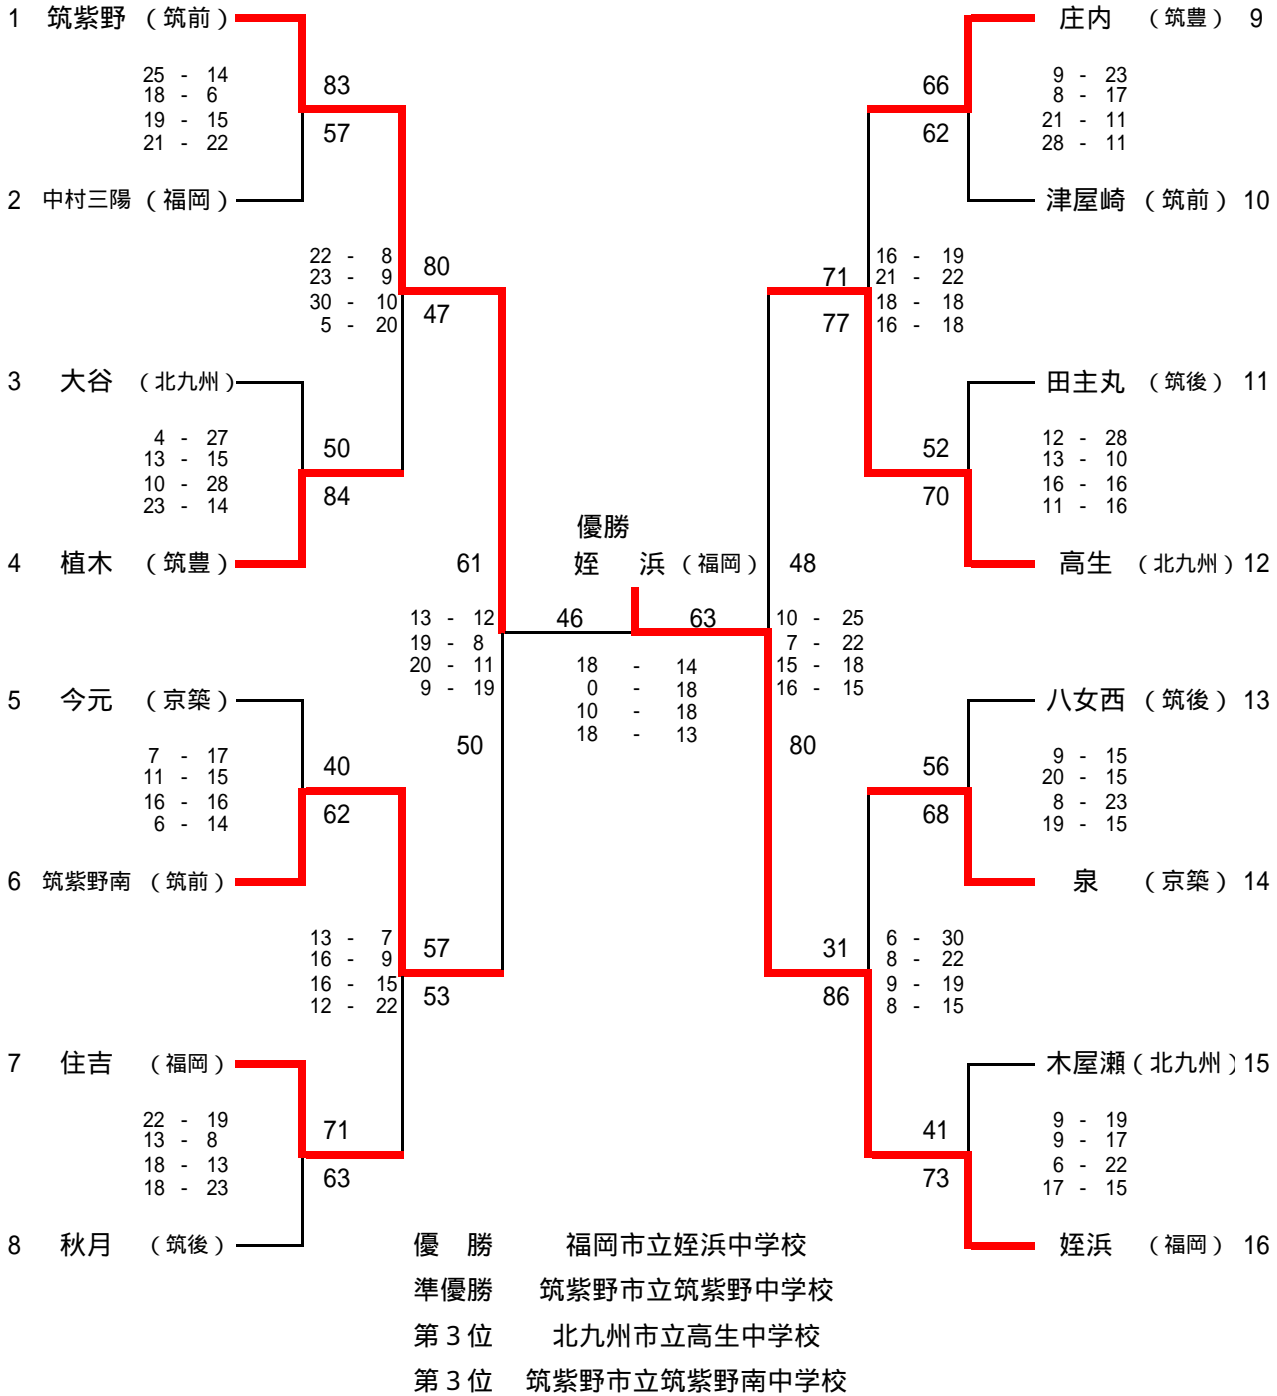 1 筑紫野 （筑前）
25 - 14
18 - 6
19 - 15
21 - 22
83
57
2 中村三陽 （福岡）
22 - 8
23 - 9
30 - 10
5 - 20
80
47
3 大谷 （北九州）
4 - 27
13 - 15
10 - 28
23 - 14
50
84
4 植木 （筑豊）
61
13 - 12
19 - 8
20 - 11
9 - 19
50
5 今元 （京築）
7 - 17
11 - 15
16 - 16
6 - 14
40
62
6 筑紫野南 （筑前）
13 - 7
16 - 9
16 - 15
12 - 22
57
53
7 住吉 （福岡）
22 - 19
13 - 8
18 - 13
18 - 23
71
63
8 秋月 （筑後）
優勝
姪 浜 （福岡）
46 63
18 - 14
0 - 18
10 - 18
18 - 13
庄内 （筑豊） 9
66
62
9 - 23
8 - 17
21 - 11
28 - 11
津屋崎 （筑前） 10
71
77
16 - 19
21 - 22
18 - 18
16 - 18
田主丸 （筑後） 11
52
70
12 - 28
13 - 10
16 - 16
11 - 16
高生 （北九州） 12
48
10 - 25
7 - 22
15 - 18
16 - 15
80
八女西 （筑後） 13
56
68
9 - 15
20 - 15
8 - 23
19 - 15
泉 （京築） 14
31
86
6 - 30
8 - 22
9 - 19
8 - 15
木屋瀬 （北九州） 15
41
73
9 - 19
9 - 17
6 - 22
17 - 15
姪浜 （福岡） 16
優 勝 福岡市立姪浜中学校
準優勝 筑紫野市立筑紫野中学校
第３位 北九州市立高生中学校
第３位 筑紫野市立筑紫野南中学校